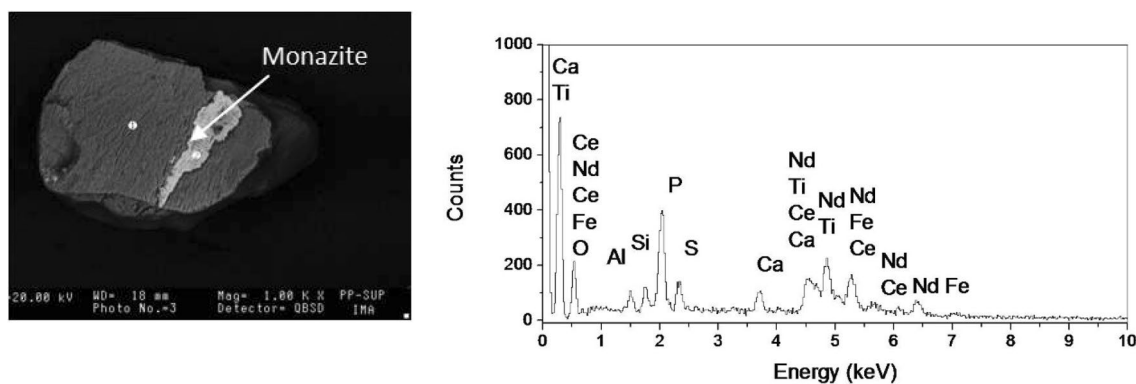 Monazite
1
2
20.00 kV WD= 18 mm Mag= 1.00 K X PP-SUP
Photo No.=3 Detector= QBSD IMA
1000
800
600
400
200
0
Counts
Ca
Ti
Ce
Nd
Ce
Fe
O
Al
Si
P
S
Ca
Nd
Ti
Ce
Ca
Nd
Ti
Nd
Fe
Ce
Nd
Ce
Nd Fe
0 1 2 3 4 5 6 7 8 9 10
Energy (keV)